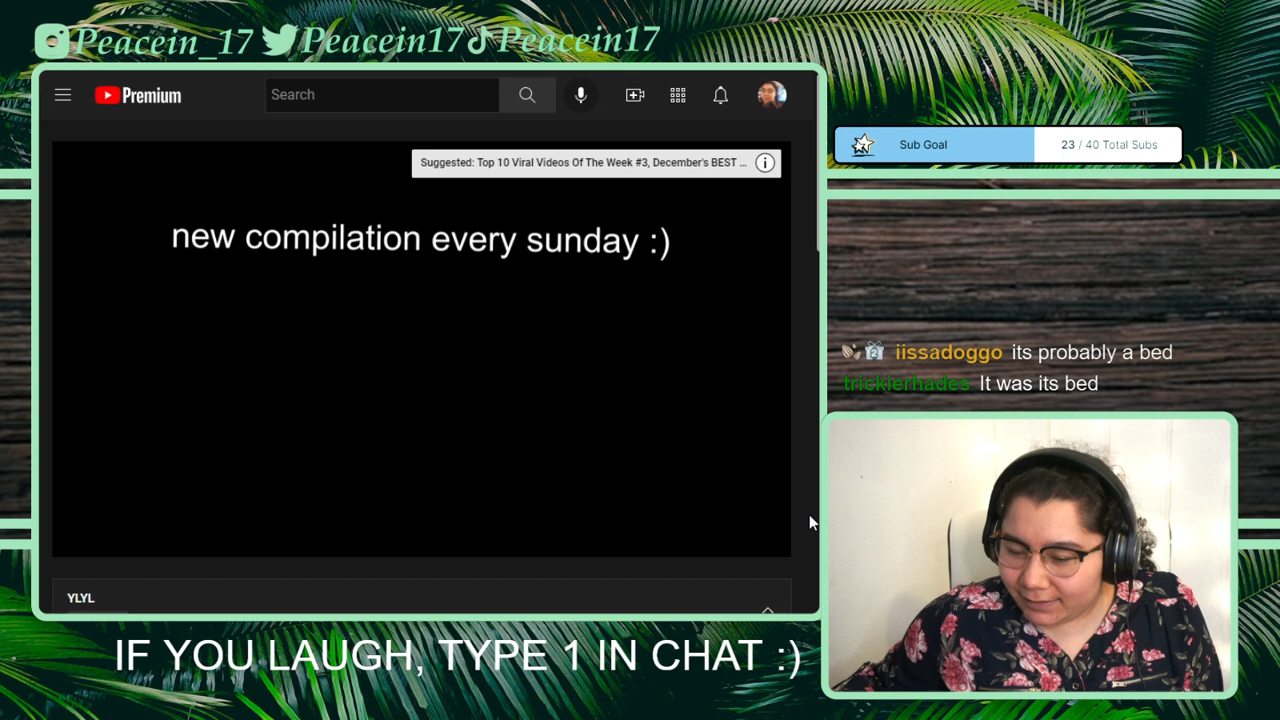 Peacein_17 Peacein17 Peacein17
Premium
Search
Sub Goal
23 / 40 Total Subs
Suggested: Top 10 Viral Videos Of The Week #3, December's BEST ...
new compilation every sunday :)
2 iissadoggo its probably a bed
trickierhades It was its bed
YLYL
IF YOU LAUGH, TYPE 1 IN CHAT :)